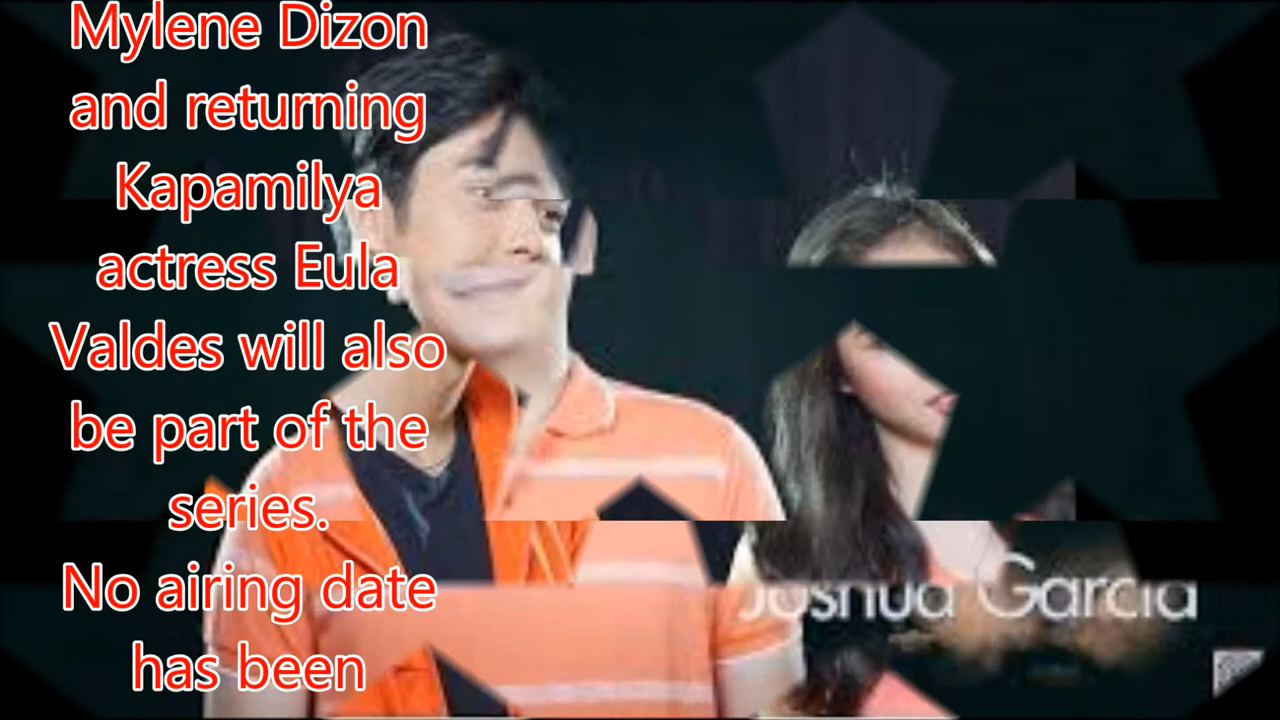 Mylene Dizon
and returning
Kapamilya
actress Eula
Valdes will also
be part of the
series.
No airing date
has been
Joshua Garcia